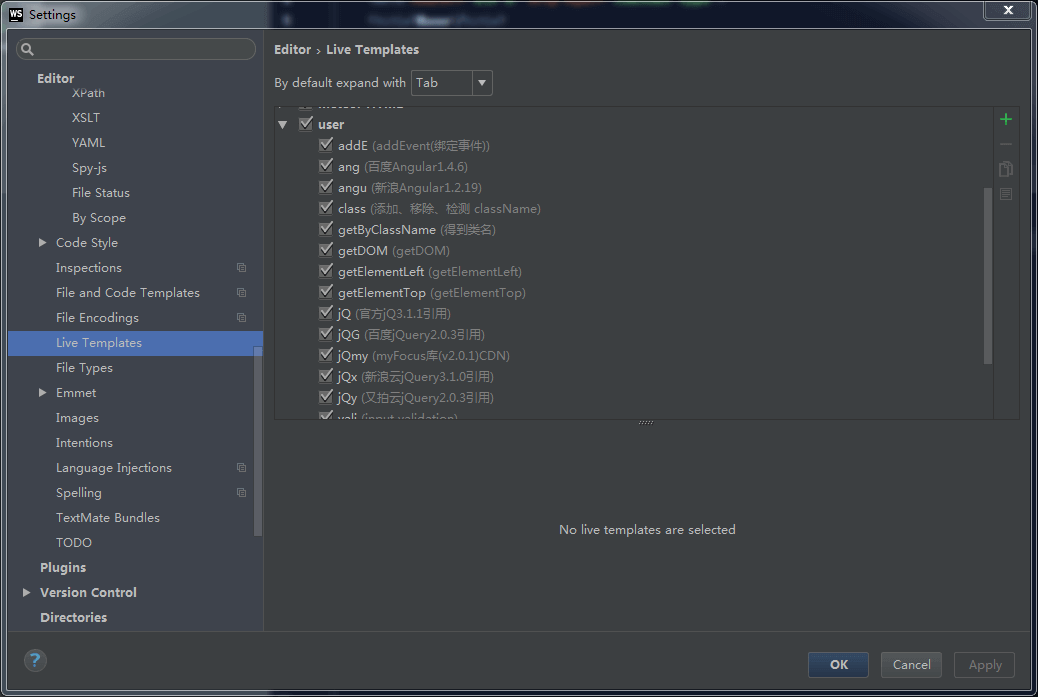 WS Settings
Editor
XPath
XSLT
YAML
Spy-js
File Status
By Scope
Code Style
Inspections
File and Code Templates
File Encodings
Live Templates
File Types
Emmet
Images
Intentions
Language Injections
Spelling
TextMate Bundles
TODO
Plugins
Version Control
Directories
Editor › Live Templates
By default expand with Tab
user
addE (addEvent(绑定事件))
ang (百度Angular1.4.6)
angu (新浪Angular1.2.19)
class (添加、移除、检测 className)
getByClassName (得到类名)
getDOM (getDOM)
getElementLeft (getElementLeft)
getElementTop (getElementTop)
jQ (官方jQ3.1.1引用)
jQG (百度jQuery2.0.3引用)
jQmy (myFocus库(v2.0.1)CDN)
jQx (新浪云jQuery3.1.0引用)
jQy (又拍云jQuery2.0.3引用)
vali (input validation)
No live templates are selected
?
OK
Cancel
Apply